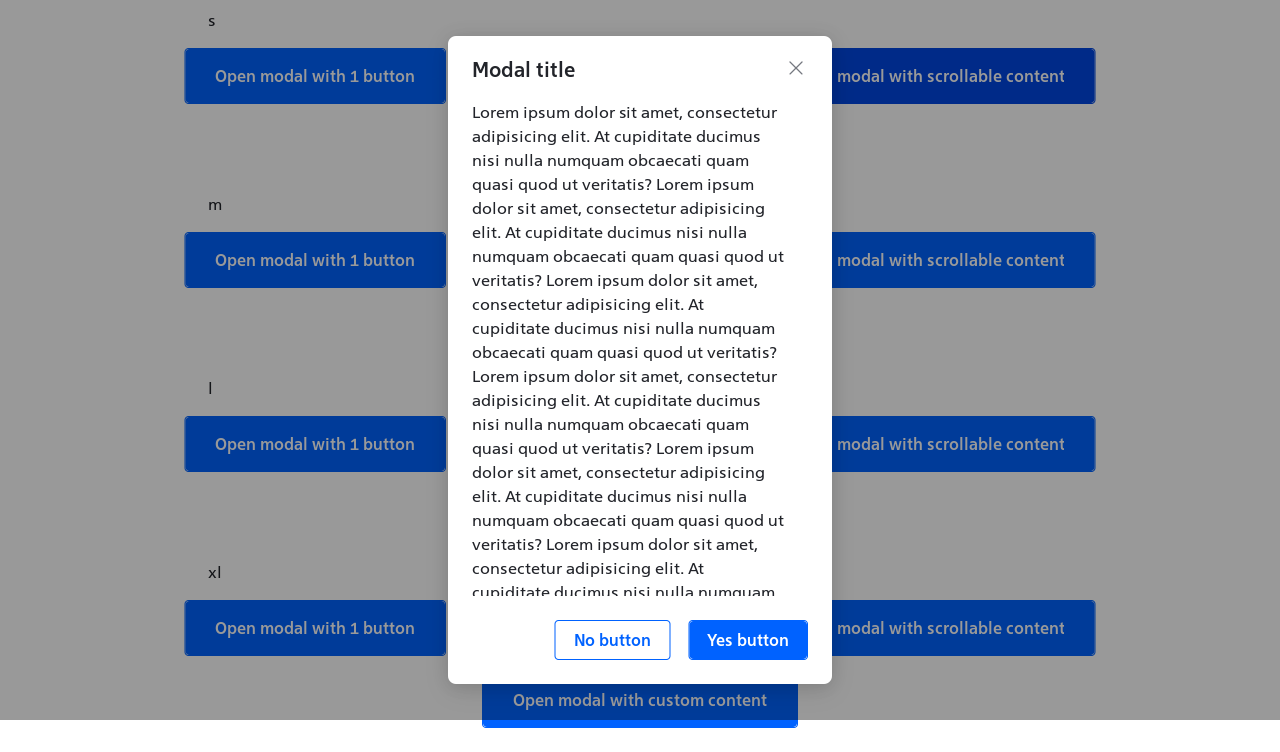 s
Open modal with 1 button
modal with scrollable content
m
Open modal with 1 button
modal with scrollable content
l
Open modal with 1 button
modal with scrollable content
xl
Open modal with 1 button
modal with scrollable content
Open modal with custom content
Modal title
Lorem ipsum dolor sit amet, consectetur
adipisicing elit. At cupiditate ducimus
nisi nulla numquam obcaecati quam
quasi quod ut veritatis? Lorem ipsum
dolor sit amet, consectetur adipisicing
elit. At cupiditate ducimus nisi nulla
numquam obcaecati quam quasi quod ut
veritatis? Lorem ipsum dolor sit amet,
consectetur adipisicing elit. At
cupiditate ducimus nisi nulla numquam
obcaecati quam quasi quod ut veritatis?
Lorem ipsum dolor sit amet, consectetur
adipisicing elit. At cupiditate ducimus
nisi nulla numquam obcaecati quam
quasi quod ut veritatis? Lorem ipsum
dolor sit amet, consectetur adipisicing
elit. At cupiditate ducimus nisi nulla
numquam obcaecati quam quasi quod ut
veritatis? Lorem ipsum dolor sit amet,
consectetur adipisicing elit. At
cupiditate ducimus nisi nulla numquam
No button
Yes button